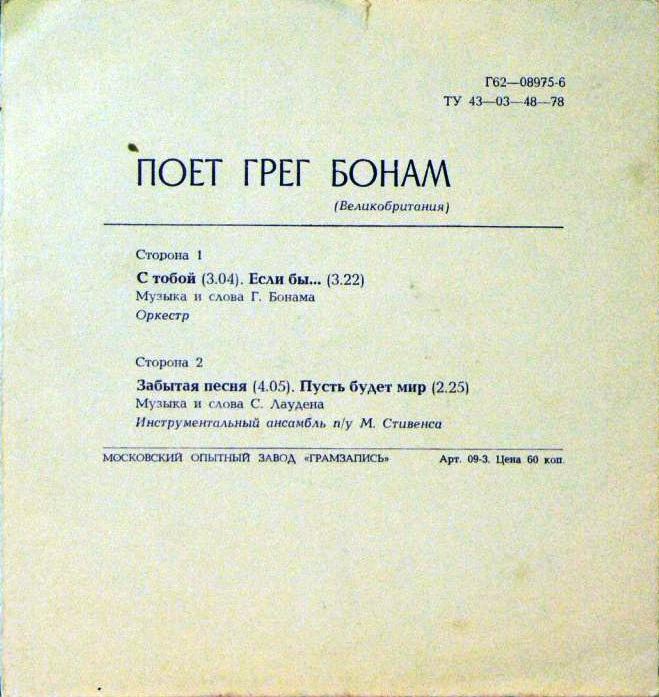 Г62—08975-6
ТУ 43—03—48—78
ПОЕТ ГРЕГ БОНАМ
(Великобритания)
Сторона 1
С тобой (3.04). Если бы... (3.22)
Музыка и слова Г. Бонама
Оркестр
Сторона 2
Забытая песня (4.05). Пусть будет мир (2.25)
Музыка и слова С. Лаудена
Инструментальный ансамбль п/у М. Стивенса
МОСКОВСКИЙ ОПЫТНЫЙ ЗАВОД «ГРАМЗАПИСЬ» Арт. 09-3. Цена 60 коп.